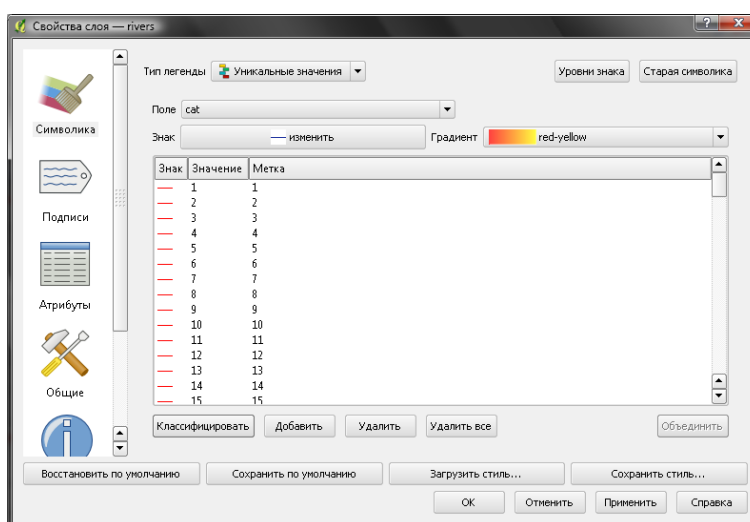 Свойства слоя — rivers
Тип легенды Уникальные значения Уровни знака Старая символика
Поле cat
Символика
Знак изменить Градиент red-yellow
Знак Значение Метка
1 1
2 2
3 3
Подписи
4 4
5 5
6 6
7 7
8 8
Атрибуты
9 9
10 10
11 11
12 12
13 13
Общие
14 14
15 15
Классифицировать Добавить Удалить Удалить все Объединить
Восстановить по умолчанию Сохранить по умолчанию Загрузить стиль... Сохранить стиль...
OK Отменить Применить Справка